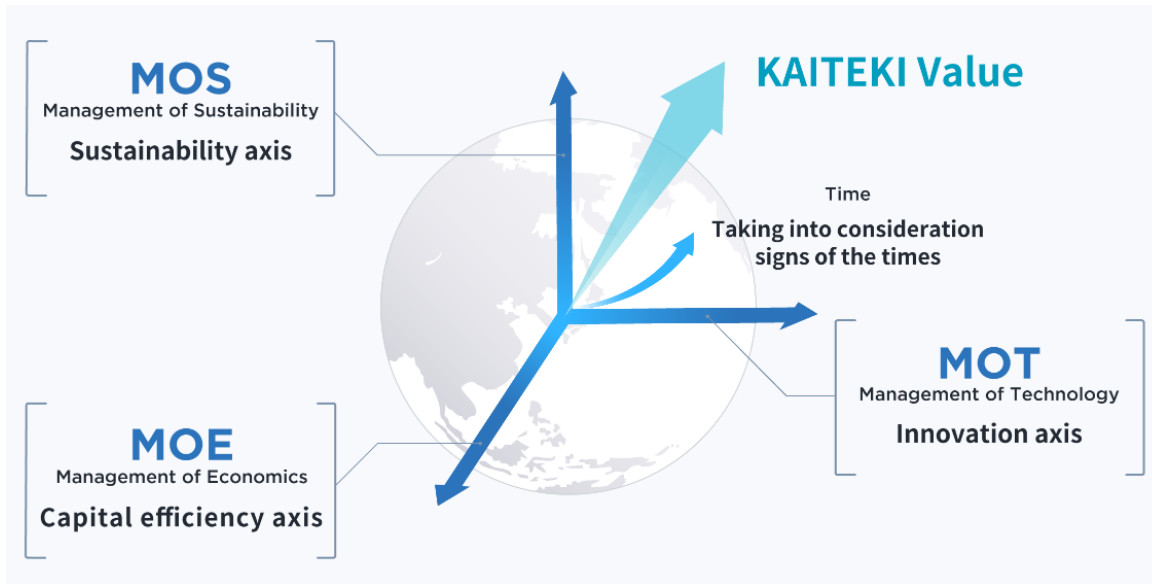 MOS
Management of Sustainability
Sustainability axis
KAITEKI Value
Time
Taking into consideration
signs of the times
MOT
Management of Technology
Innovation axis
MOE
Management of Economics
Capital efficiency axis